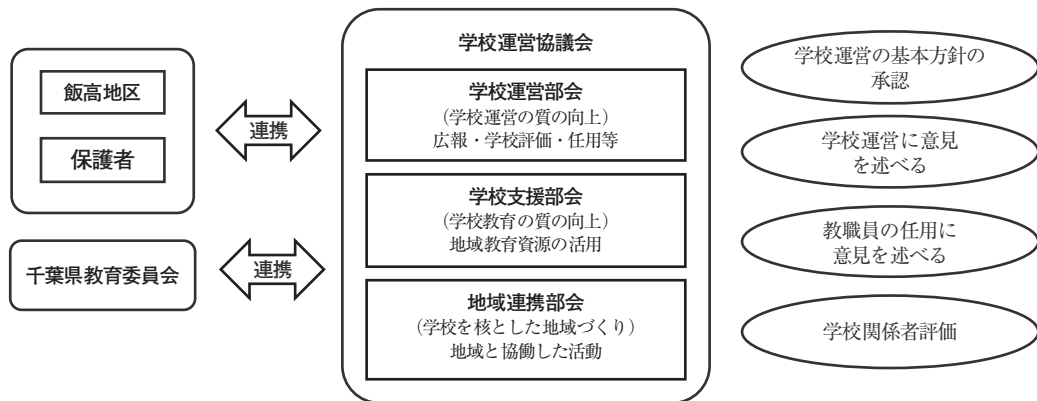 飯高地区
保護者
千葉県教育委員会
連携
連携
学校運営協議会
学校運営部会
(学校運営の質の向上)
広報・学校評価・任用等
学校支援部会
(学校教育の質の向上)
地域教育資源の活用
地域連携部会
(学校を核とした地域づくり)
地域と協働した活動
学校運営の基本方針の
承認
学校運営に意見
を述べる
教職員の任用に
意見を述べる
学校関係者評価